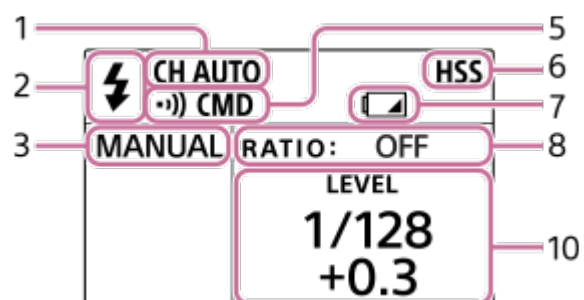 1
5
2
CH AUTO
HSS
6
•)) CMD
7
3
MANUAL
RATIO: OFF
8
LEVEL
1/128
+0.3
10